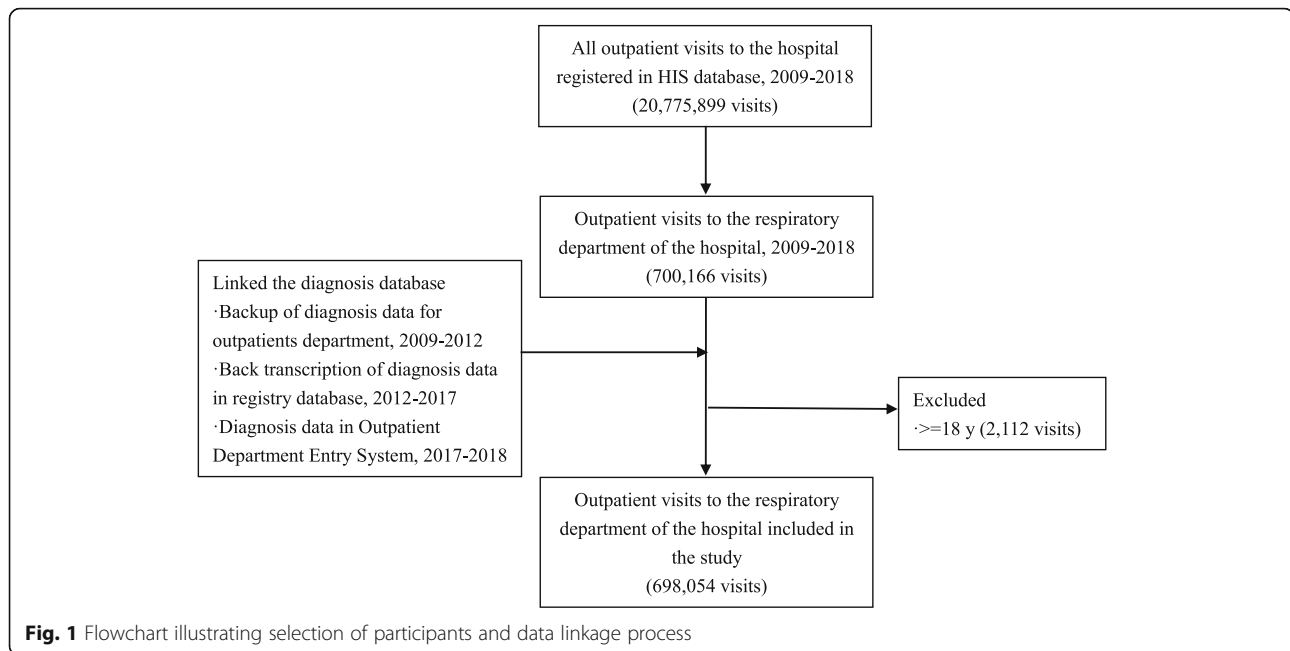 All outpatient visits to the hospital
registered in HIS database, 2009-2018
(20,775,899 visits)
Outpatient visits to the respiratory
department of the hospital, 2009-2018
(700,166 visits)
Linked the diagnosis database
·Backup of diagnosis data for
outpatients department, 2009-2012
·Back transcription of diagnosis data
in registry database, 2012-2017
·Diagnosis data in Outpatient
Department Entry System, 2017-2018
Excluded
·>=18 y (2,112 visits)
Outpatient visits to the respiratory
department of the hospital included in
the study
(698,054 visits)
Fig. 1 Flowchart illustrating selection of participants and data linkage process